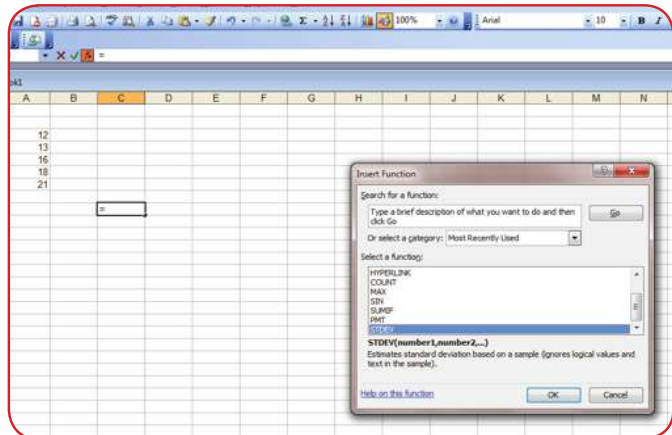 100%
Arial
10
B I
=
ok1
A B C D E F G H I J K L M N
12
13
16
18
21
=
Insert Function
Search for a function:
Type a brief description of what you want to do and then click Go
Go
Or select a category: Most Recently Used
Select a function:
HYPERLINK
COUNT
MAX
SIN
SUMIF
PMT
STDEV
STDEV(number1,number2,...)
Estimates standard deviation based on a sample (ignores logical values and
text in the sample).
Help on this function
OK
Cancel